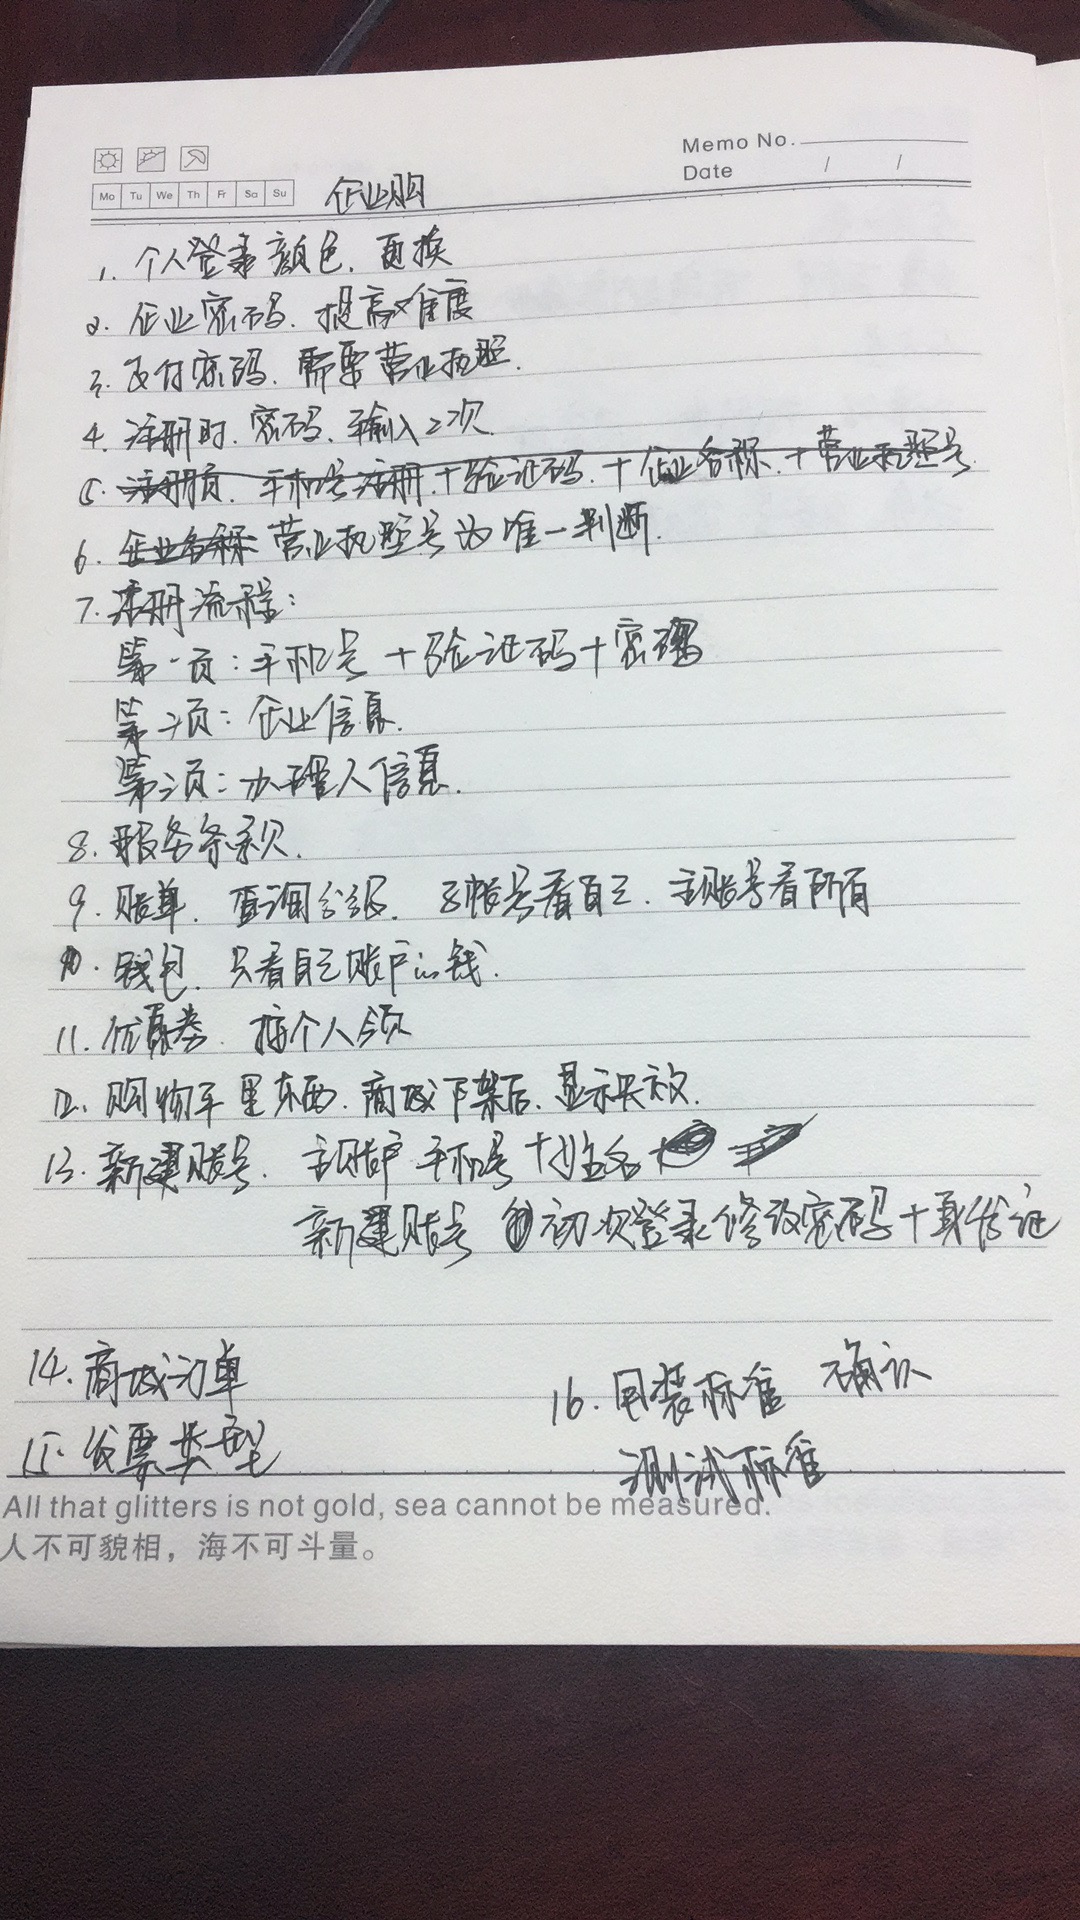 Memo No.
Date / /
Mo Tu We Th Fr Sa Su
企业购
1. 个人登录颜色. 更换
2. 企业密码. 提高难度
3. 支付密码. 需要营业执照.
4. 注册时. 密码. 输入2次.
5. 注册页. 手机号注册. + 验证码. + 企业名称. + 营业执照号.
6. 企业名称 营业执照号为唯一判断.
7. 注册流程:
第一页: 手机号 + 验证码 + 密码
第二页: 企业信息.
第三页: 办理人信息.
8. 服务条款.
9. 账单. 查询分级. 子帐号看自己. 主账号看所有
10. 钱包. 只看自己账户的钱.
11. 优惠券. 按个人领
12. 购物车里东西. 商城下架后. 显示失效.
13. 新建账号. 主账户 手机号 + 姓名
新建账号 初次登录修改密码 + 身份证
14. 商城订单
15. 发票类型
16. 包装标准 确认
测试标准
All that glitters is not gold, sea cannot be measured.
人不可貌相，海不可斗量。